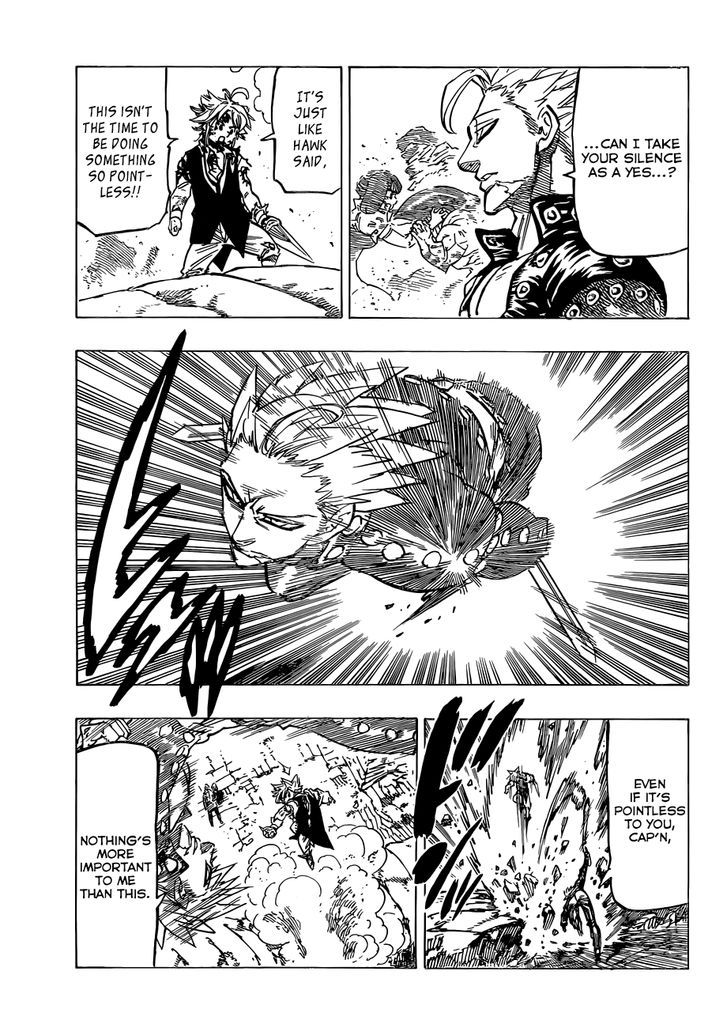 ...CAN I TAKE
YOUR SILENCE
AS A YES...?
IT'S
JUST
LIKE
HAWK
SAID,
THIS ISN'T
THE TIME TO
BE DOING
SOMETHING
SO POINT-
LESS!!
EVEN
IF IT'S
POINTLESS
TO YOU,
CAP'N,
NOTHING'S
MORE
IMPORTANT
TO ME
THAN THIS.